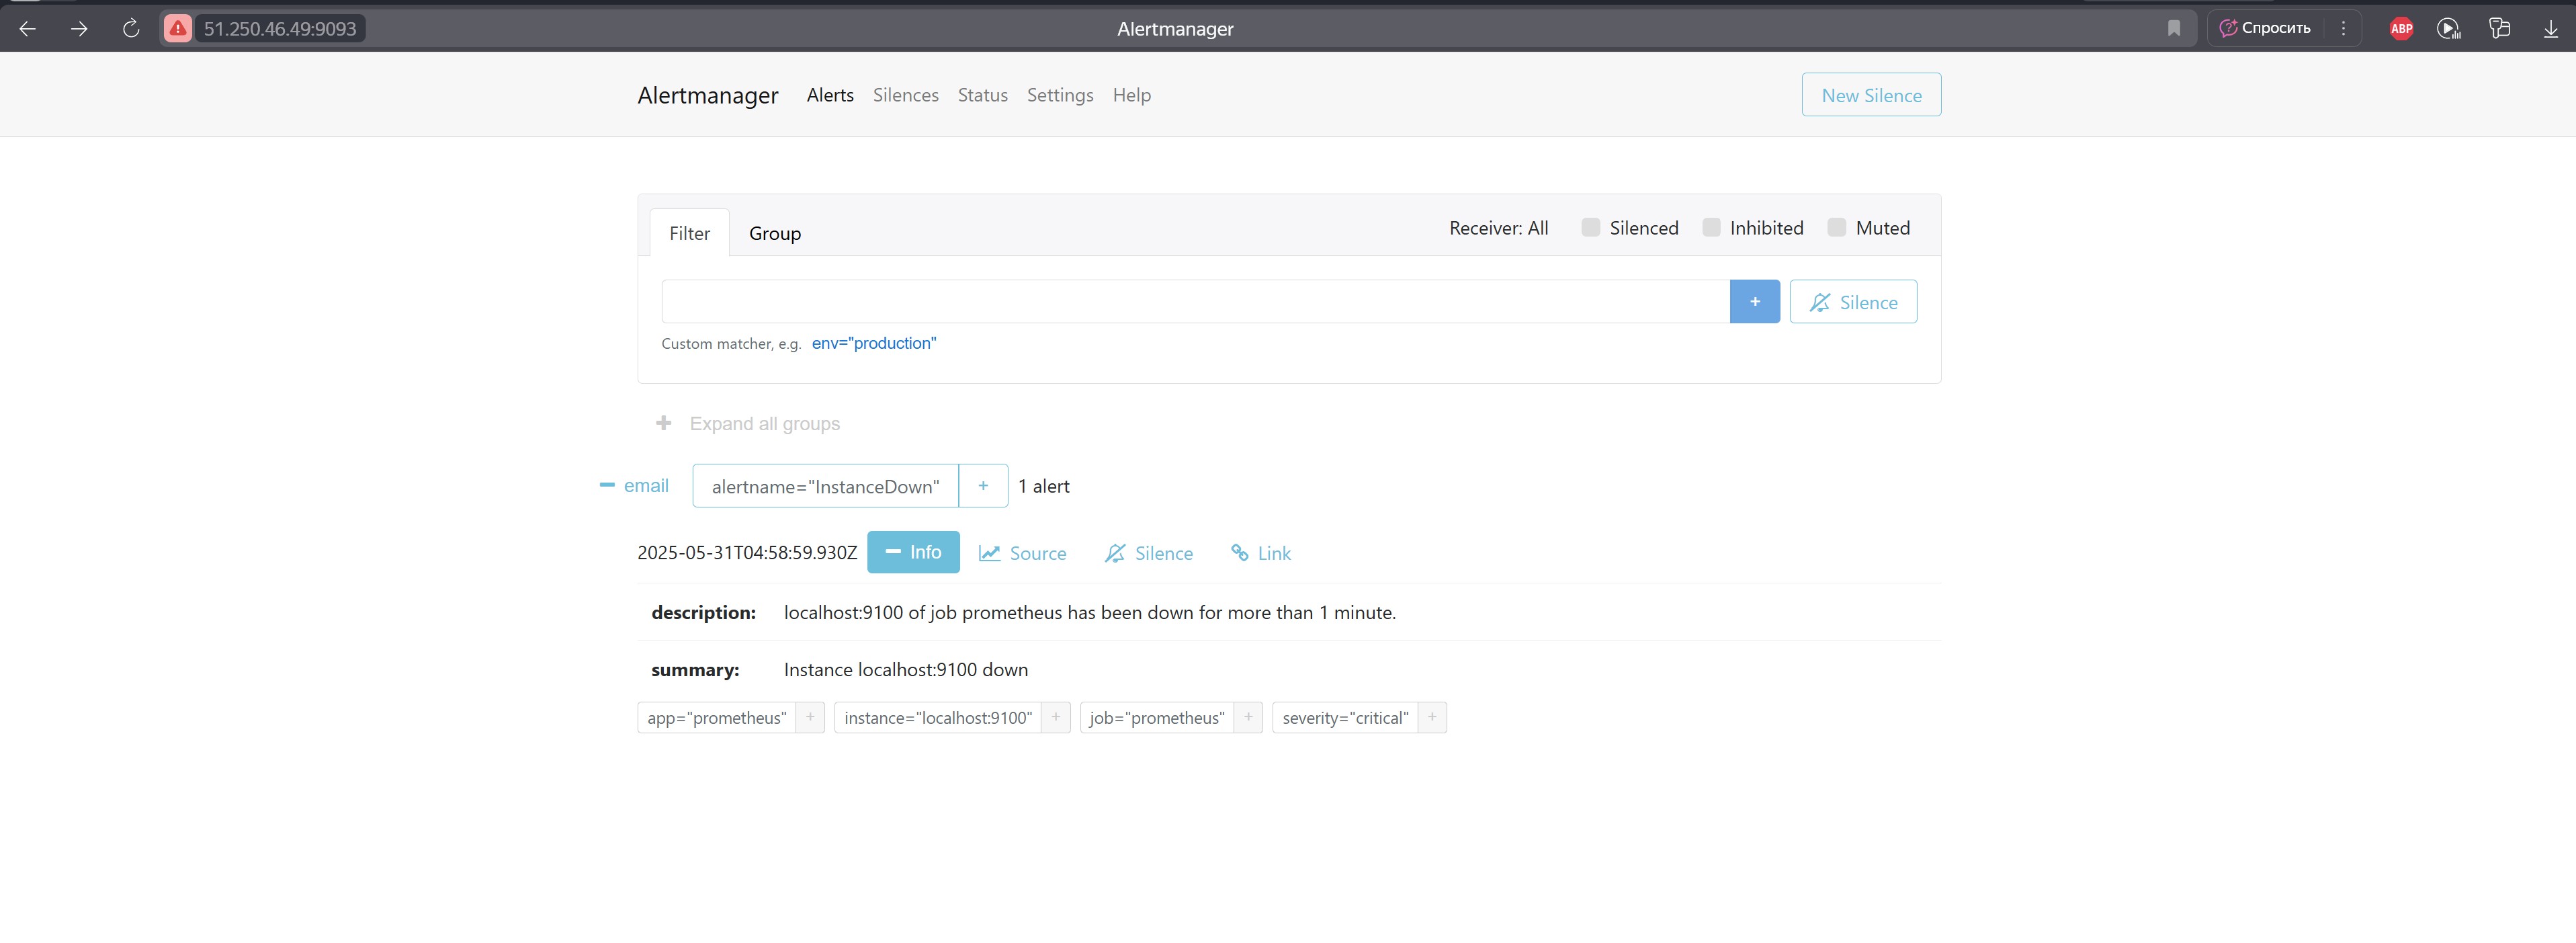 51.250.46.49:9093 Alertmanager Спросить ABP
Alertmanager Alerts Silences Status Settings Help New Silence
Filter Group Receiver: All Silenced Inhibited Muted
+ Silence
Custom matcher, e.g. env="production"
+ Expand all groups
− email alertname="InstanceDown" + 1 alert
2025-05-31T04:58:59.930Z − Info Source Silence Link
description: localhost:9100 of job prometheus has been down for more than 1 minute.
summary: Instance localhost:9100 down
app="prometheus" + instance="localhost:9100" + job="prometheus" + severity="critical" +